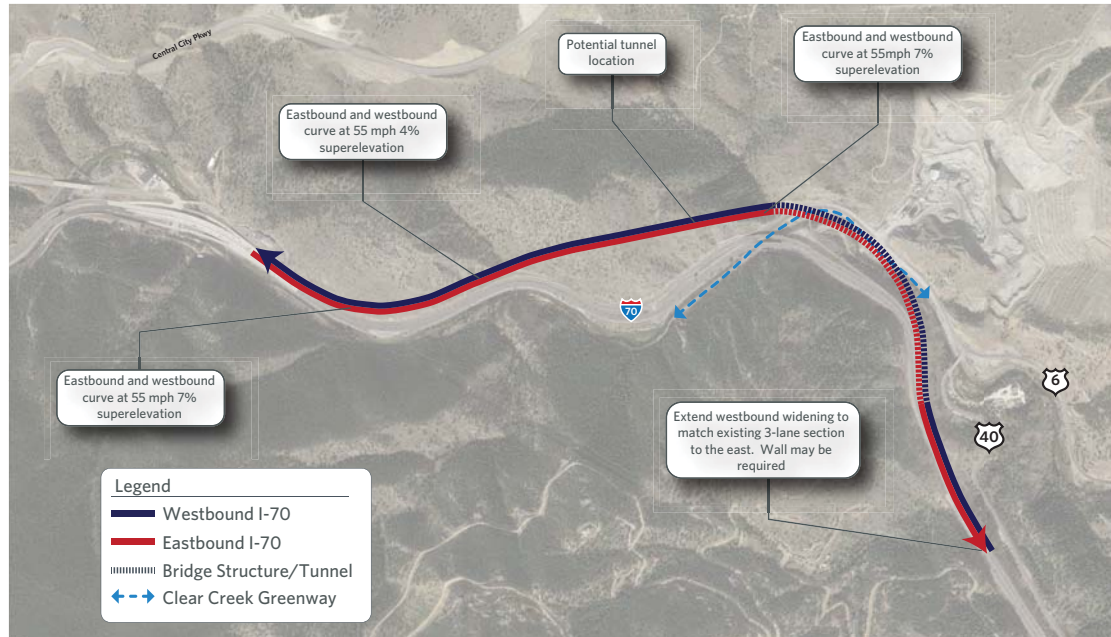 Central City Pkwy
Potential tunnel
location
Eastbound and westbound
curve at 55mph 7%
superelevation
Eastbound and westbound
curve at 55 mph 4%
superelevation
70
Eastbound and westbound
curve at 55 mph 7%
superelevation
6
40
Extend westbound widening to
match existing 3-lane section
to the east. Wall may be
required
Legend
Westbound I-70
Eastbound I-70
Bridge Structure/Tunnel
Clear Creek Greenway